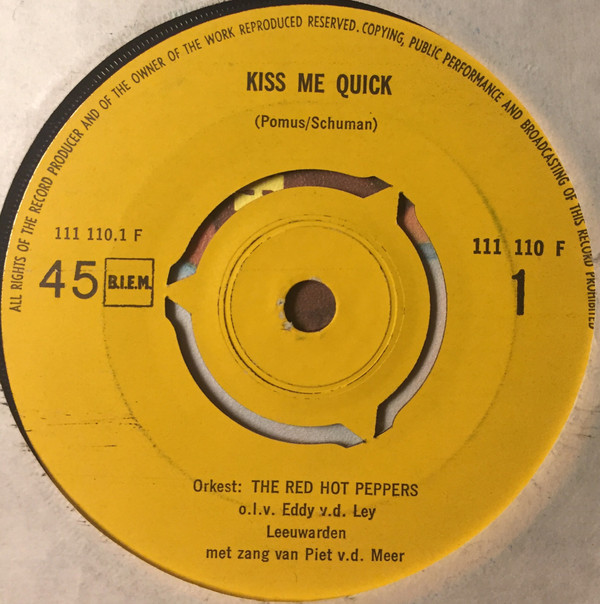 ALL RIGHTS OF THE RECORD PRODUCER AND OF THE OWNER OF THE WORK REPRODUCED RESERVED. COPYING, PUBLIC PERFORMANCE AND BROADCASTING OF THIS RECORD PROHIBITED
KISS ME QUICK
(Pomus/Schuman)
111 110,1 F
111 110 F
45 B.I.E.M.
1
Orkest: THE RED HOT PEPPERS
o.l.v. Eddy v.d. Ley
Leeuwarden
met zang van Piet v.d. Meer